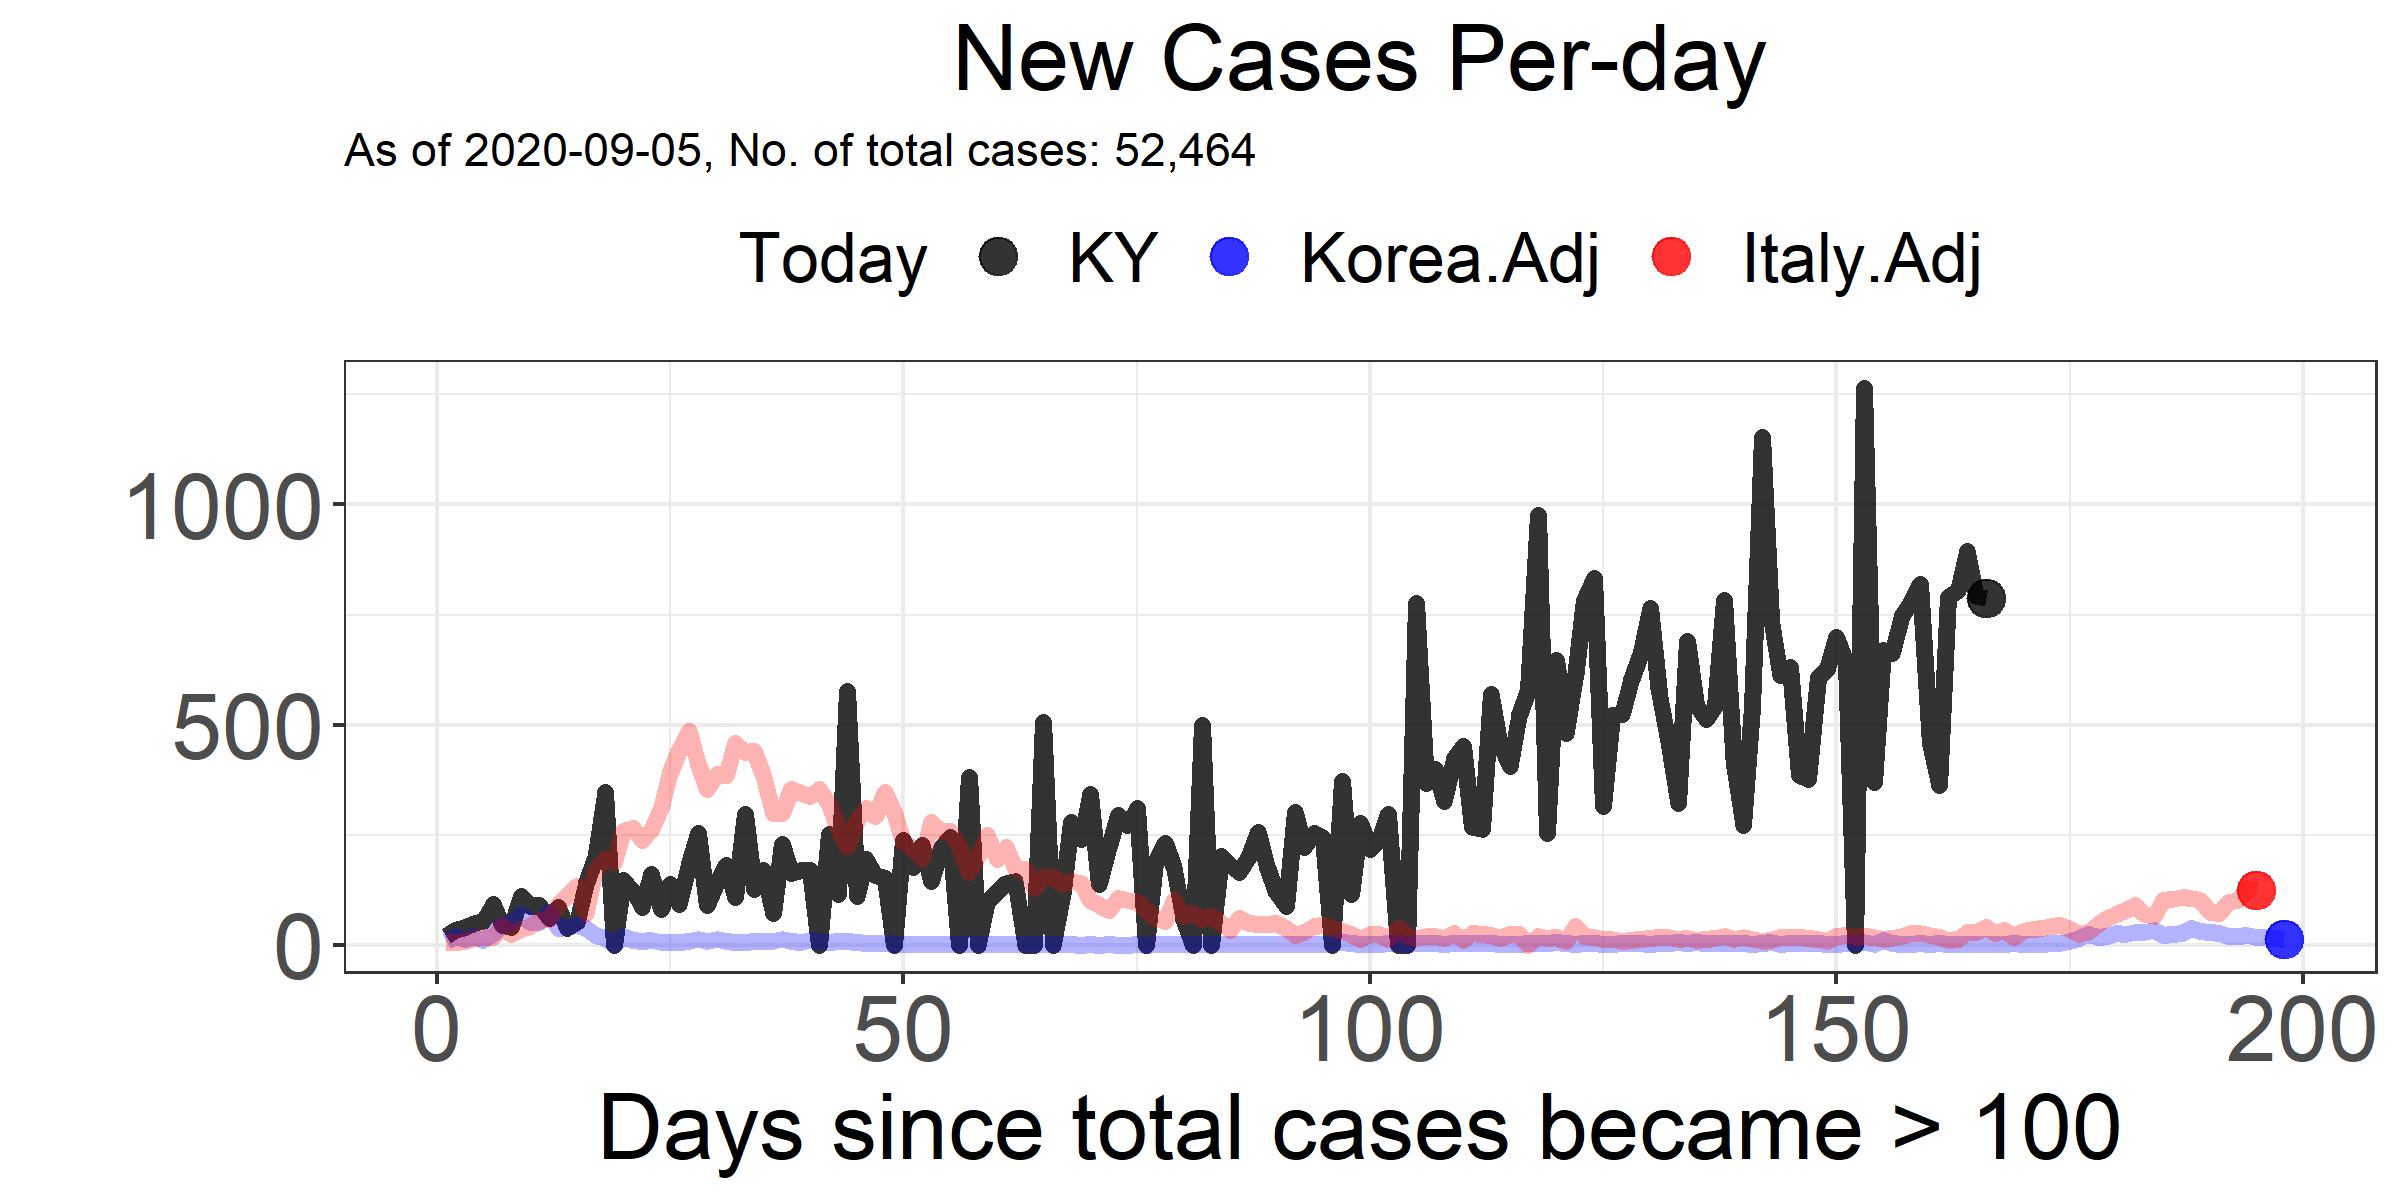 New Cases Per-day
As of 2020-09-05, No. of total cases: 52,464
Today KY Korea.Adj Italy.Adj
1000
500
0
0 50 100 150 200
Days since total cases became > 100